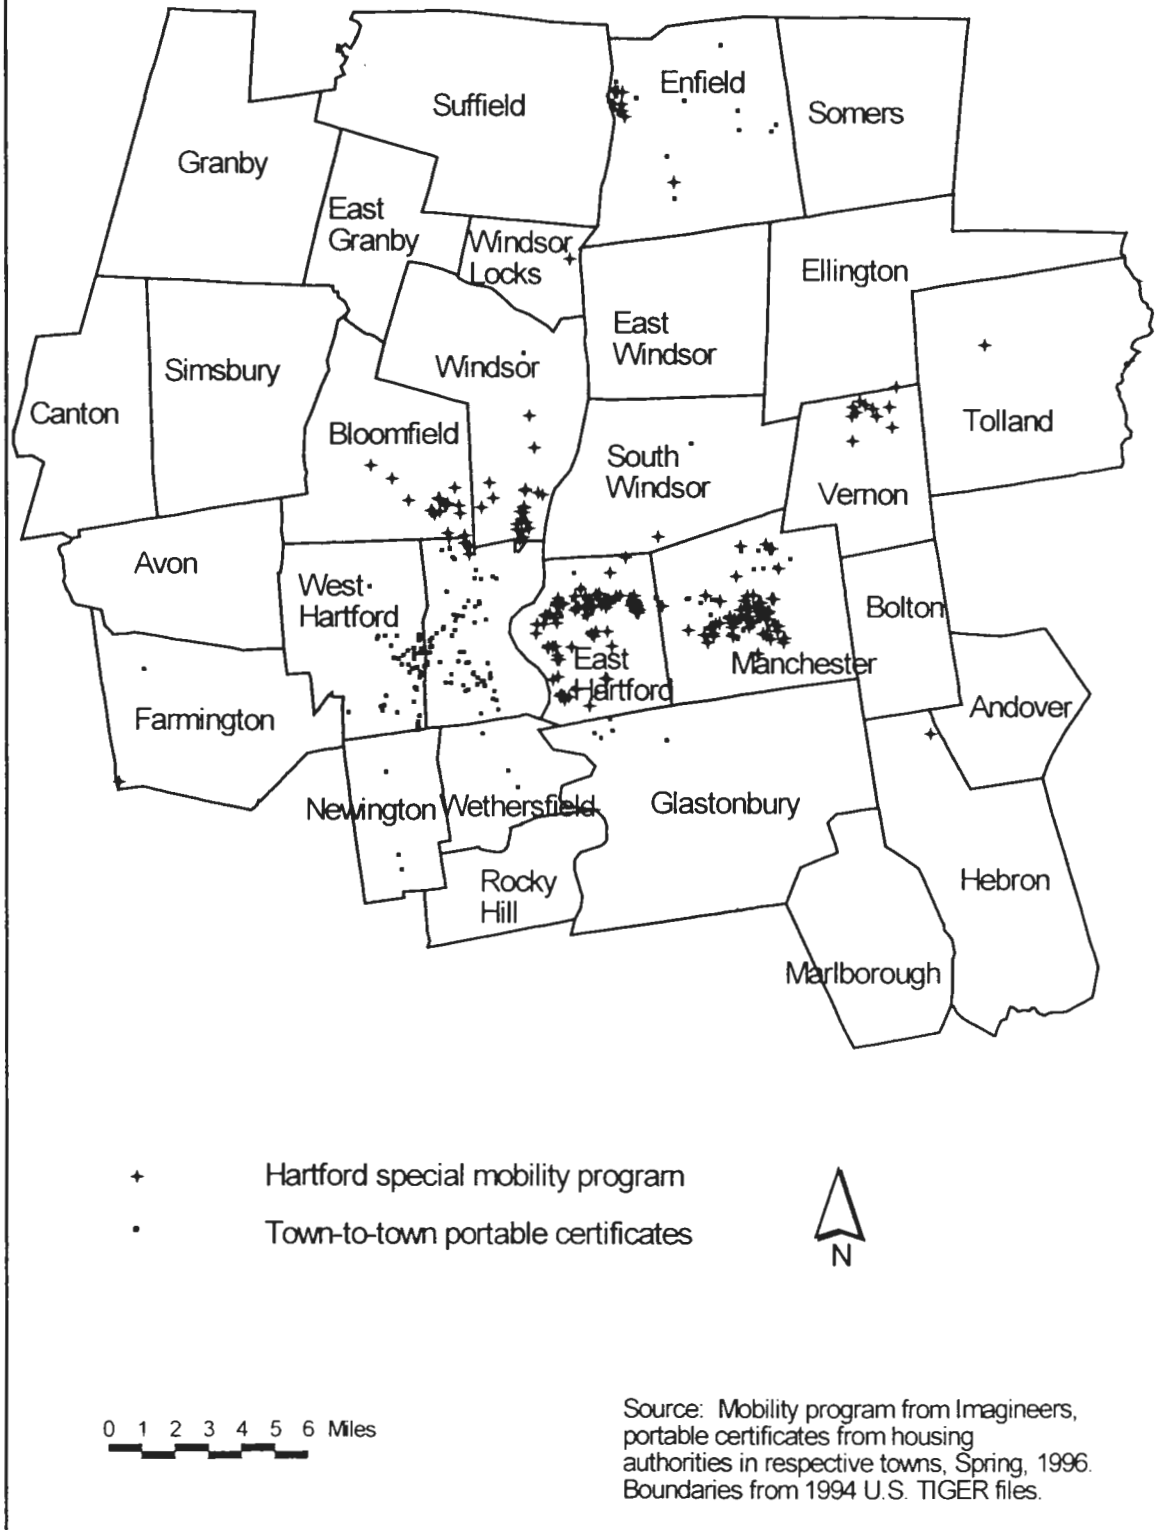 Enfield
Suffield
Somers
Granby
East
Granby
Windsor
Locks
Ellington
East
Windsor
Simsbury
Windsor
Canton
Tolland
Bloomfield
South
Windsor
Vernon
Avon
West
Hartford
Bolton
East
Hartford
Manchester
Andover
Farmington
Newington
Wethersfield
Glastonbury
Rocky
Hill
Hebron
Marlborough
Hartford special mobility program
Town-to-town portable certificates
N
0 1 2 3 4 5 6 Miles
Source: Mobility program from Imagineers,
portable certificates from housing
authorities in respective towns, Spring, 1996.
Boundaries from 1994 U.S. TIGER files.